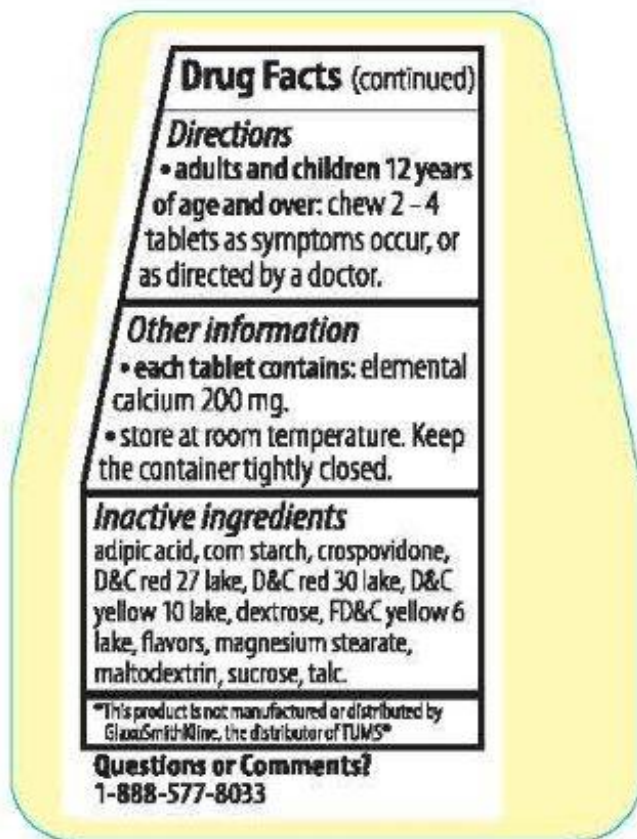 Drug Facts (continued)
Directions
• adults and children 12 years
of age and over: chew 2 – 4
tablets as symptoms occur, or
as directed by a doctor.
Other information
• each tablet contains: elemental
calcium 200 mg.
• store at room temperature. Keep
the container tightly closed.
Inactive ingredients
adipic acid, corn starch, crospovidone,
D&C red 27 lake, D&C red 30 lake, D&C
yellow 10 lake, dextrose, FD&C yellow 6
lake, flavors, magnesium stearate,
maltodextrin, sucrose, talc.
*This product is not manufactured or distributed by
GlaxoSmithKline, the distributor of TUMS®
Questions or Comments?
1-888-577-8033